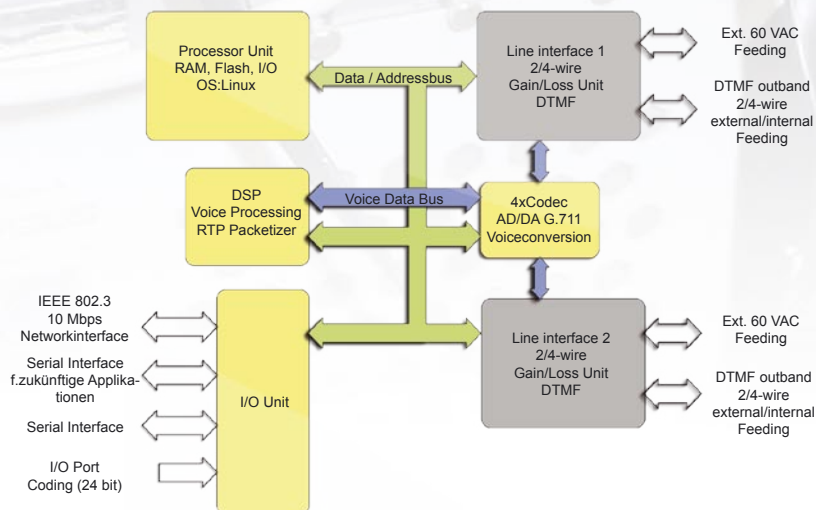 Processor Unit
RAM, Flash, I/O
OS:Linux
Data / Addressbus
Line interface 1
2/4-wire
Gain/Loss Unit
DTMF
Ext. 60 VAC
Feeding
DTMF outband
2/4-wire
external/internal
Feeding
DSP
Voice Processing
RTP Packetizer
Voice Data Bus
4xCodec
AD/DA G.711
Voiceconversion
IEEE 802.3
10 Mbps
Networkinterface
Serial Interface
f.zukünftige Applika-
tionen
Serial Interface
I/O Port
Coding (24 bit)
I/O Unit
Line interface 2
2/4-wire
Gain/Loss Unit
DTMF
Ext. 60 VAC
Feeding
DTMF outband
2/4-wire
external/internal
Feeding